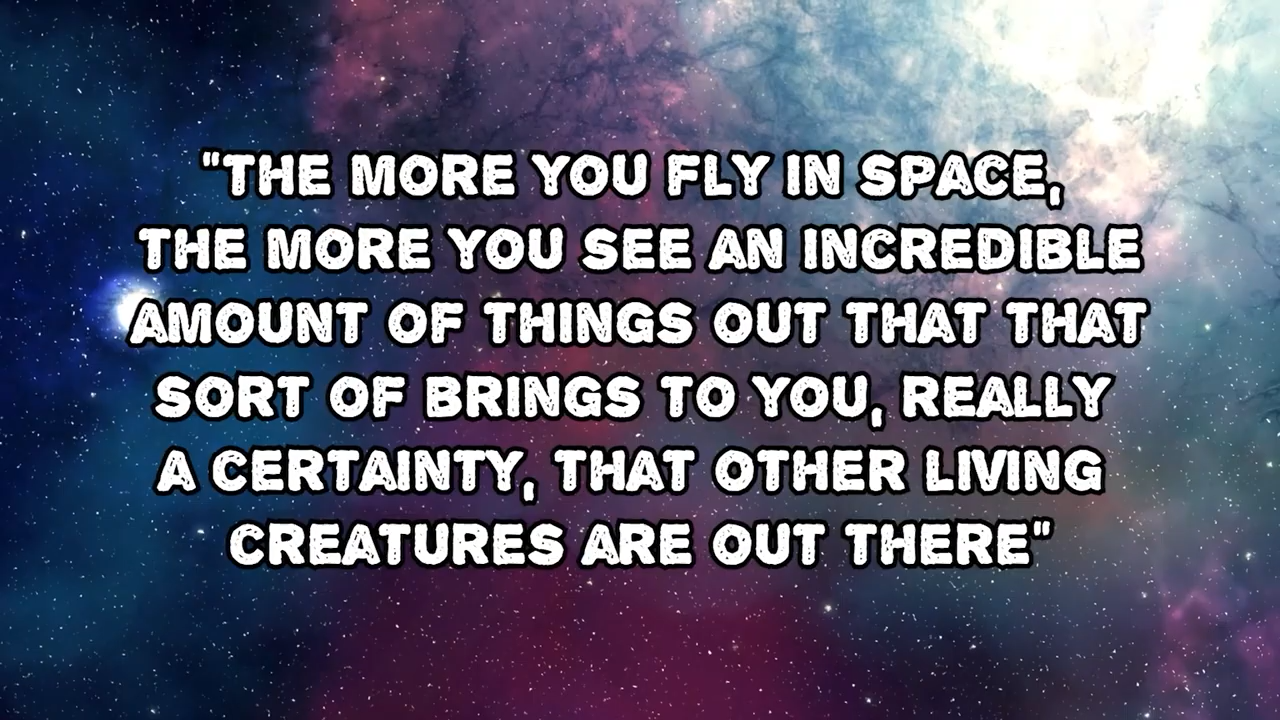 "THE MORE YOU FLY IN SPACE,
THE MORE YOU SEE AN INCREDIBLE
AMOUNT OF THINGS OUT THAT THAT
SORT OF BRINGS TO YOU, REALLY
A CERTAINTY, THAT OTHER LIVING
CREATURES ARE OUT THERE"